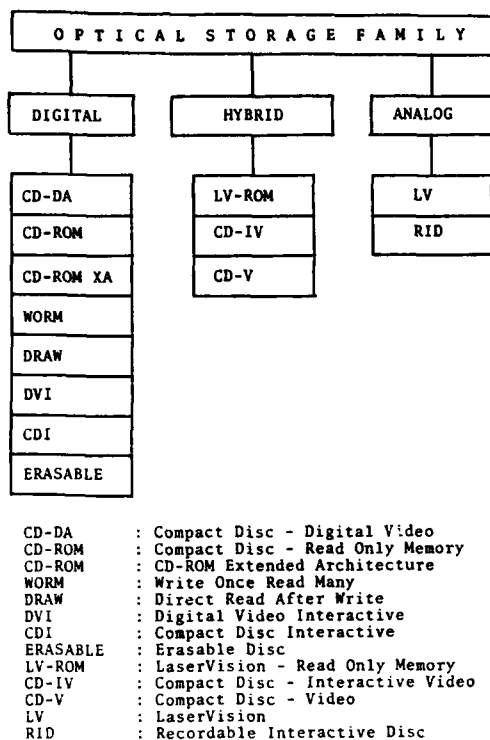 OPTICAL STORAGE FAMILY
DIGITAL HYBRID ANALOG
CD-DA LV-ROM LV
CD-ROM CD-IV RID
CD-ROM XA CD-V
WORM
DRAW
DVI
CDI
ERASABLE
CD-DA : Compact Disc - Digital Video
CD-ROM : Compact Disc - Read Only Memory
CD-ROM : CD-ROM Extended Architecture
WORM : Write Once Read Many
DRAW : Direct Read After Write
DVI : Digital Video Interactive
CDI : Compact Disc Interactive
ERASABLE : Erasable Disc
LV-ROM : LaserVision - Read Only Memory
CD-IV : Compact Disc - Interactive Video
CD-V : Compact Disc - Video
LV : LaserVision
RID : Recordable Interactive Disc